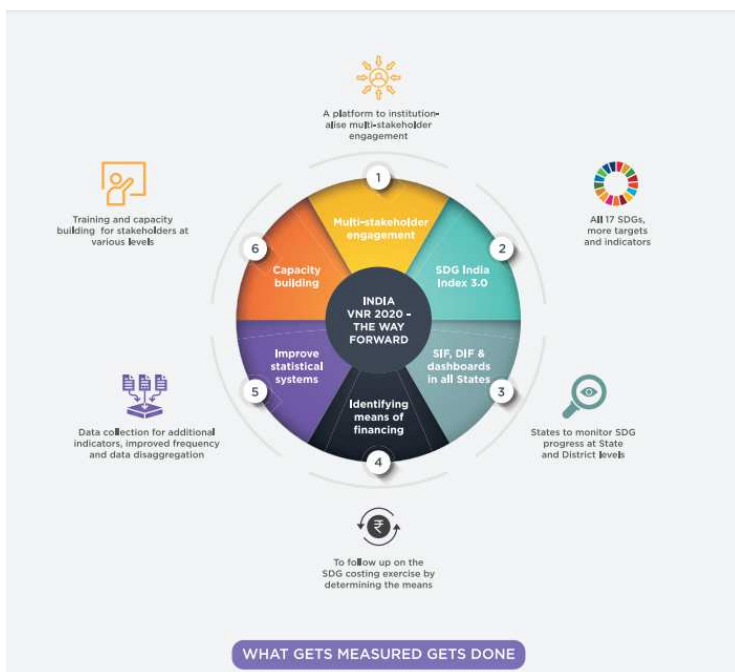 A platform to institution-
alise multi-stakeholder
engagement
1
Multi-stakeholder
engagement
All 17 SDGs,
more targets
and indicators
2
SDG India
Index 3.0
States to monitor SDG
progress at State
and District levels
3
SIF, DIF &
dashboards
in all States
4
Identifying
means of
financing
To follow up on the
SDG costing exercise by
determining the means
5
Improve
statistical
systems
Data collection for additional
indicators, improved frequency
and data disaggregation
6
Capacity
building
Training and capacity
building for stakeholders at
various levels
INDIA
VNR 2020 –
THE WAY
FORWARD
₹
WHAT GETS MEASURED GETS DONE